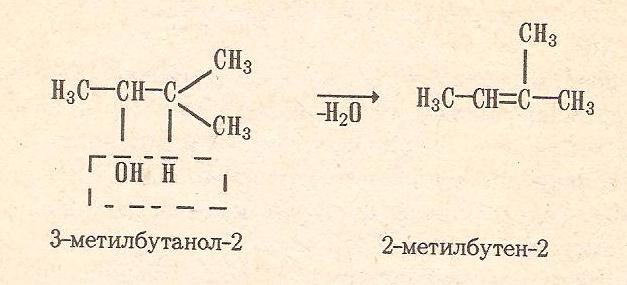 CH₃
CH₃
H₃C—CH—C
CH₃
OH H
-H₂O
H₃C—CH=C—CH₃
3-метилбутанол-2
2-метилбутен-2